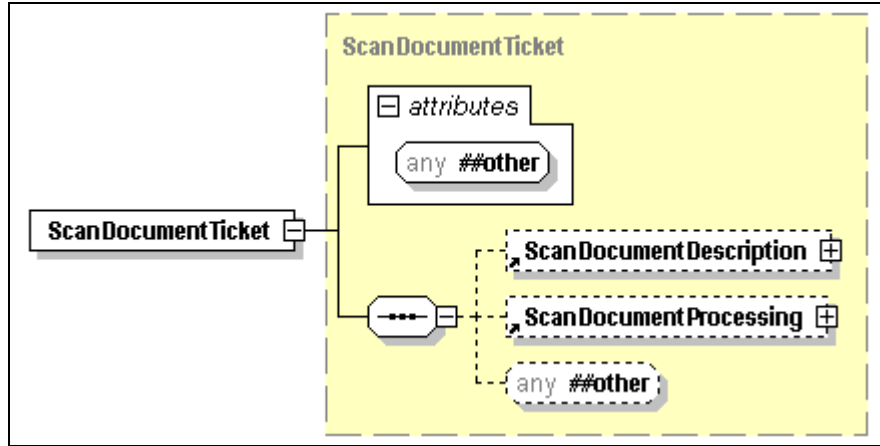 ScanDocumentTicket
attributes
any ##other
ScanDocumentTicket
ScanDocumentDescription
ScanDocumentProcessing
any ##other